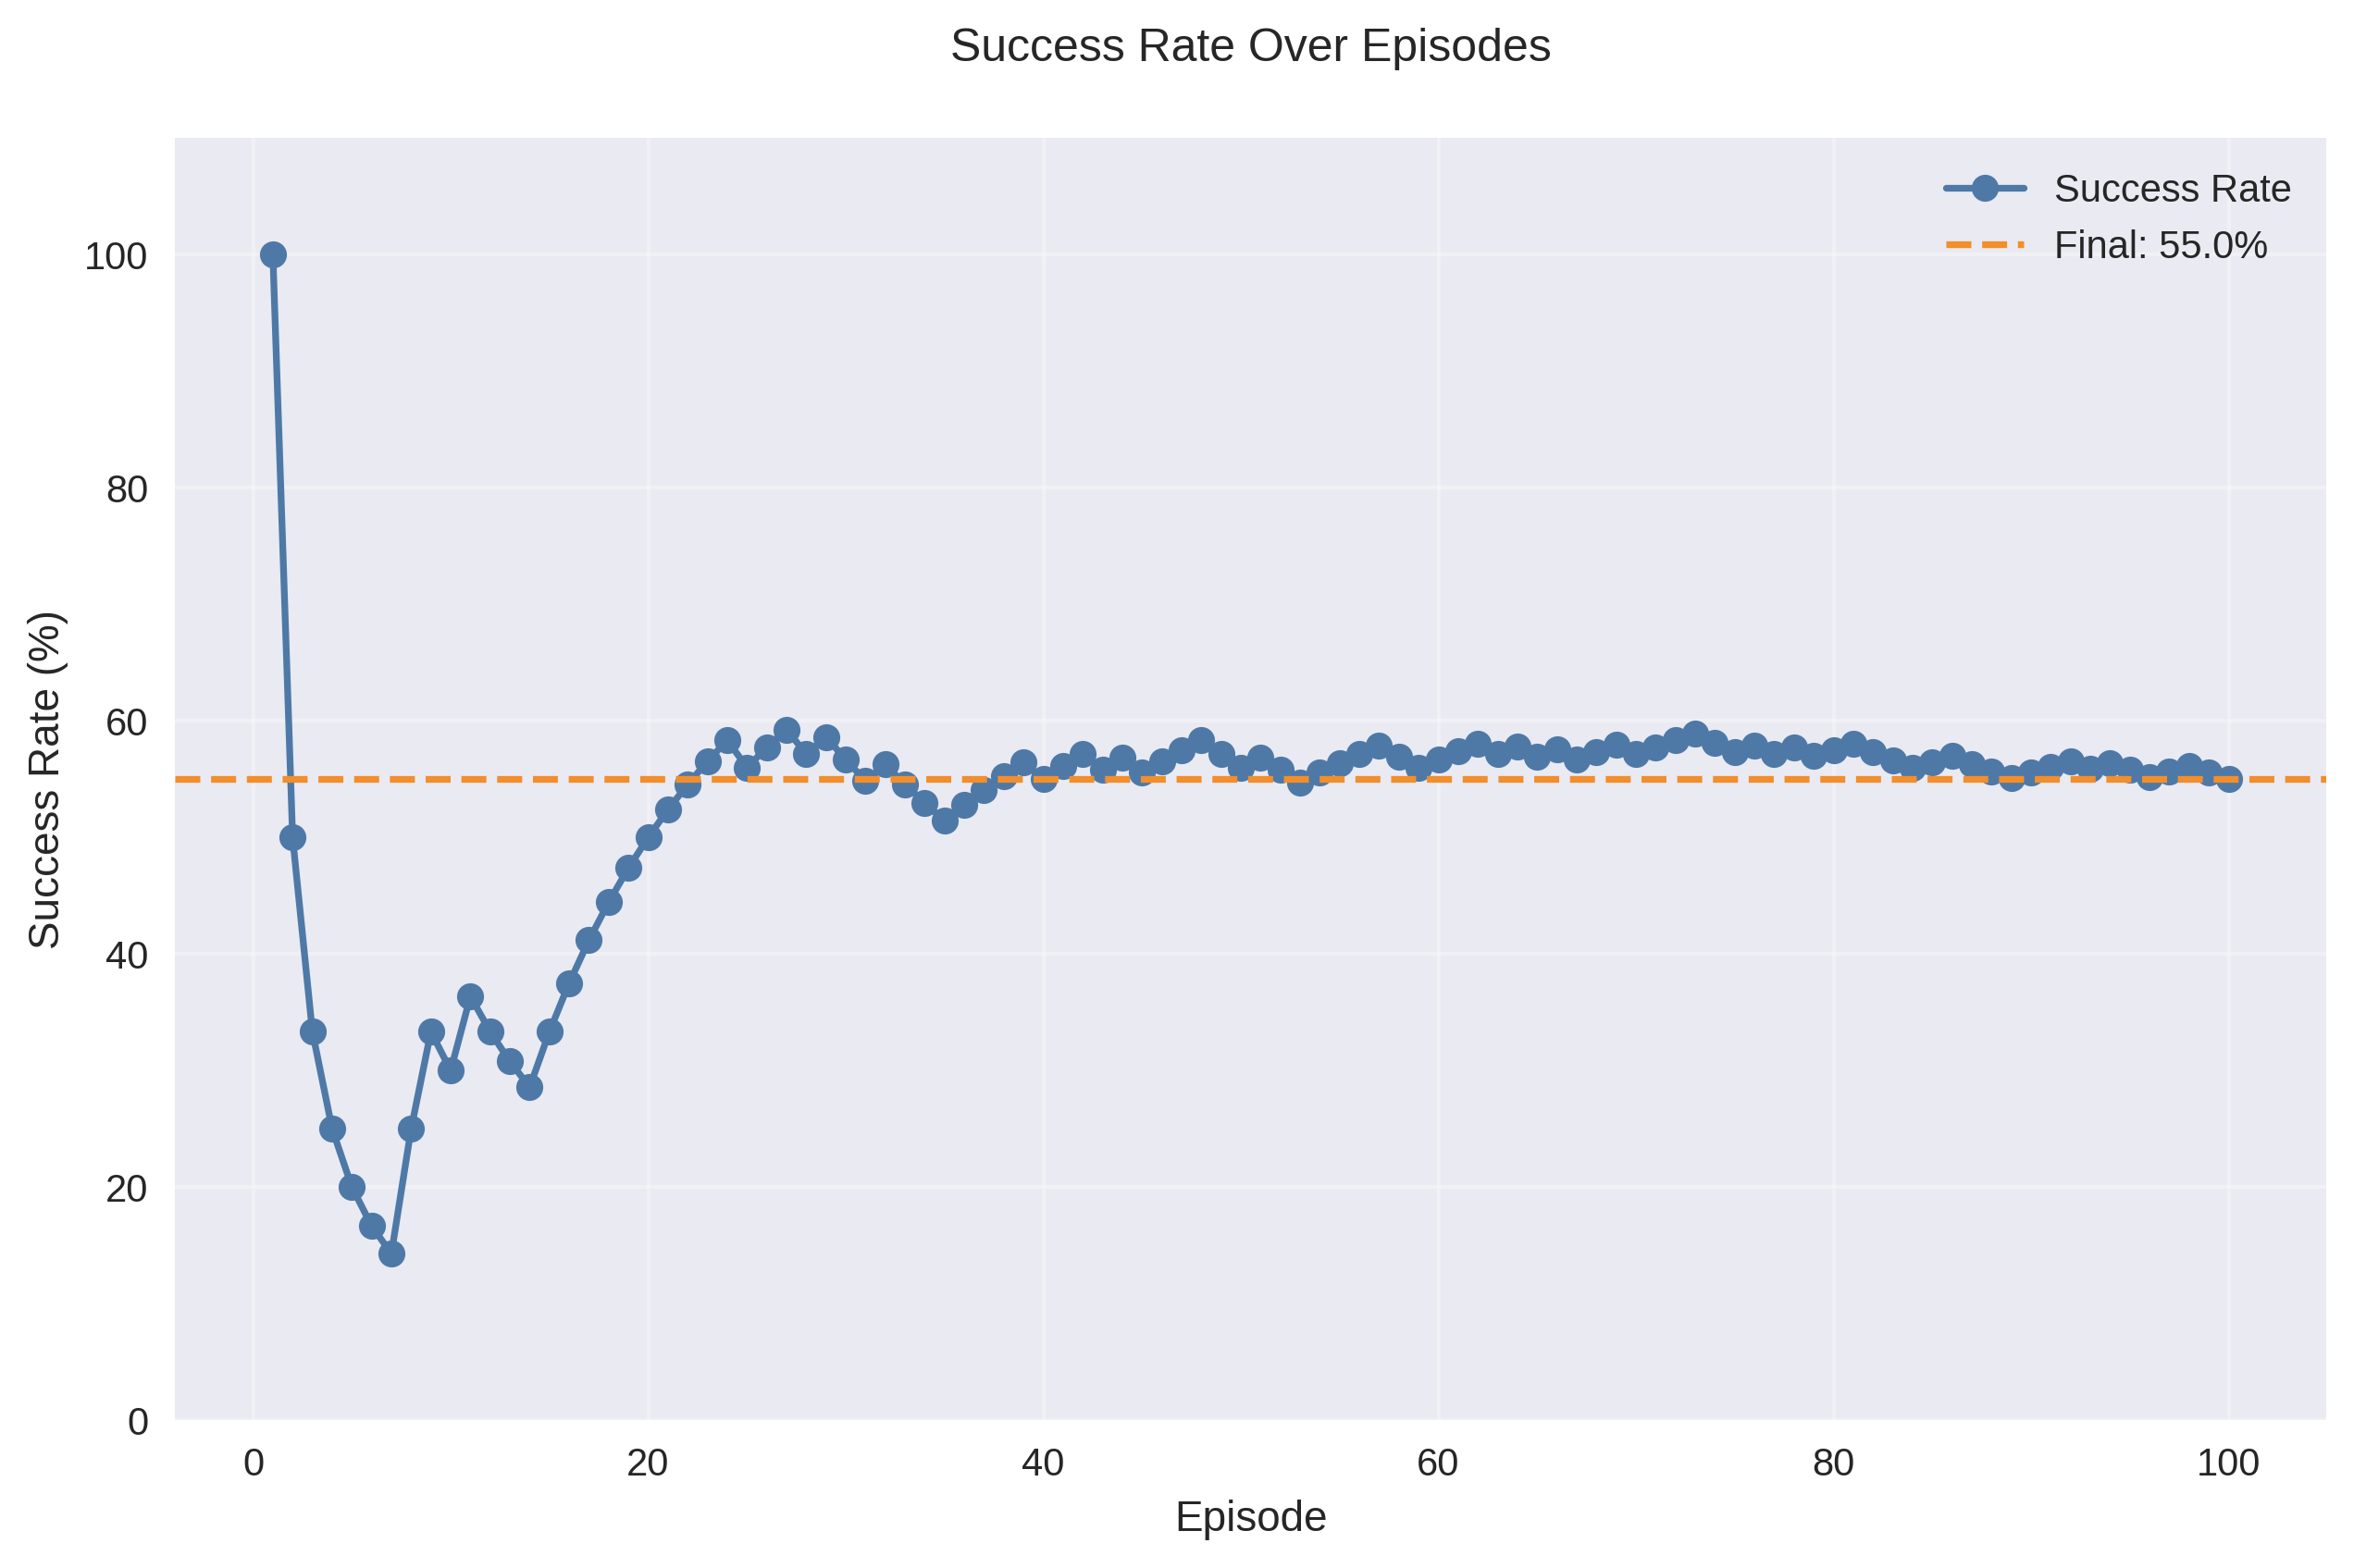 Success Rate Over Episodes
Success Rate
Final: 55.0%
100
80
60
40
20
0
Success Rate (%)
0 20 40 60 80 100
Episode